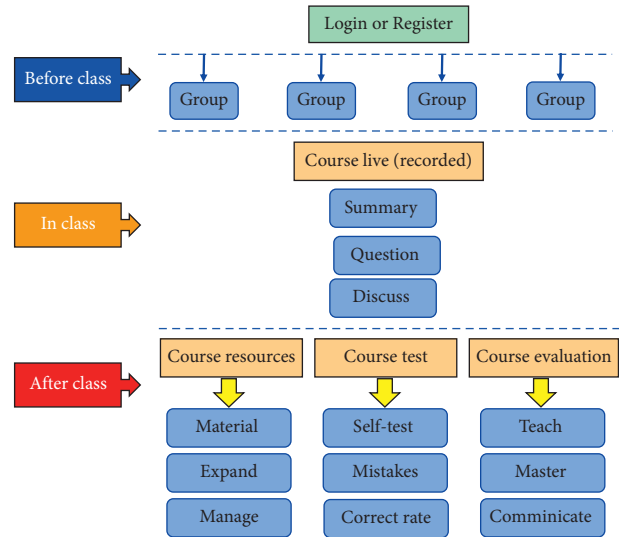 Login or Register
Before class
Group
Group
Group
Group
Course live (recorded)
Summary
In class
Question
Discuss
Course resources
Course test
Course evaluation
After class
Material
Self-test
Teach
Expand
Mistakes
Master
Manage
Correct rate
Comminicate